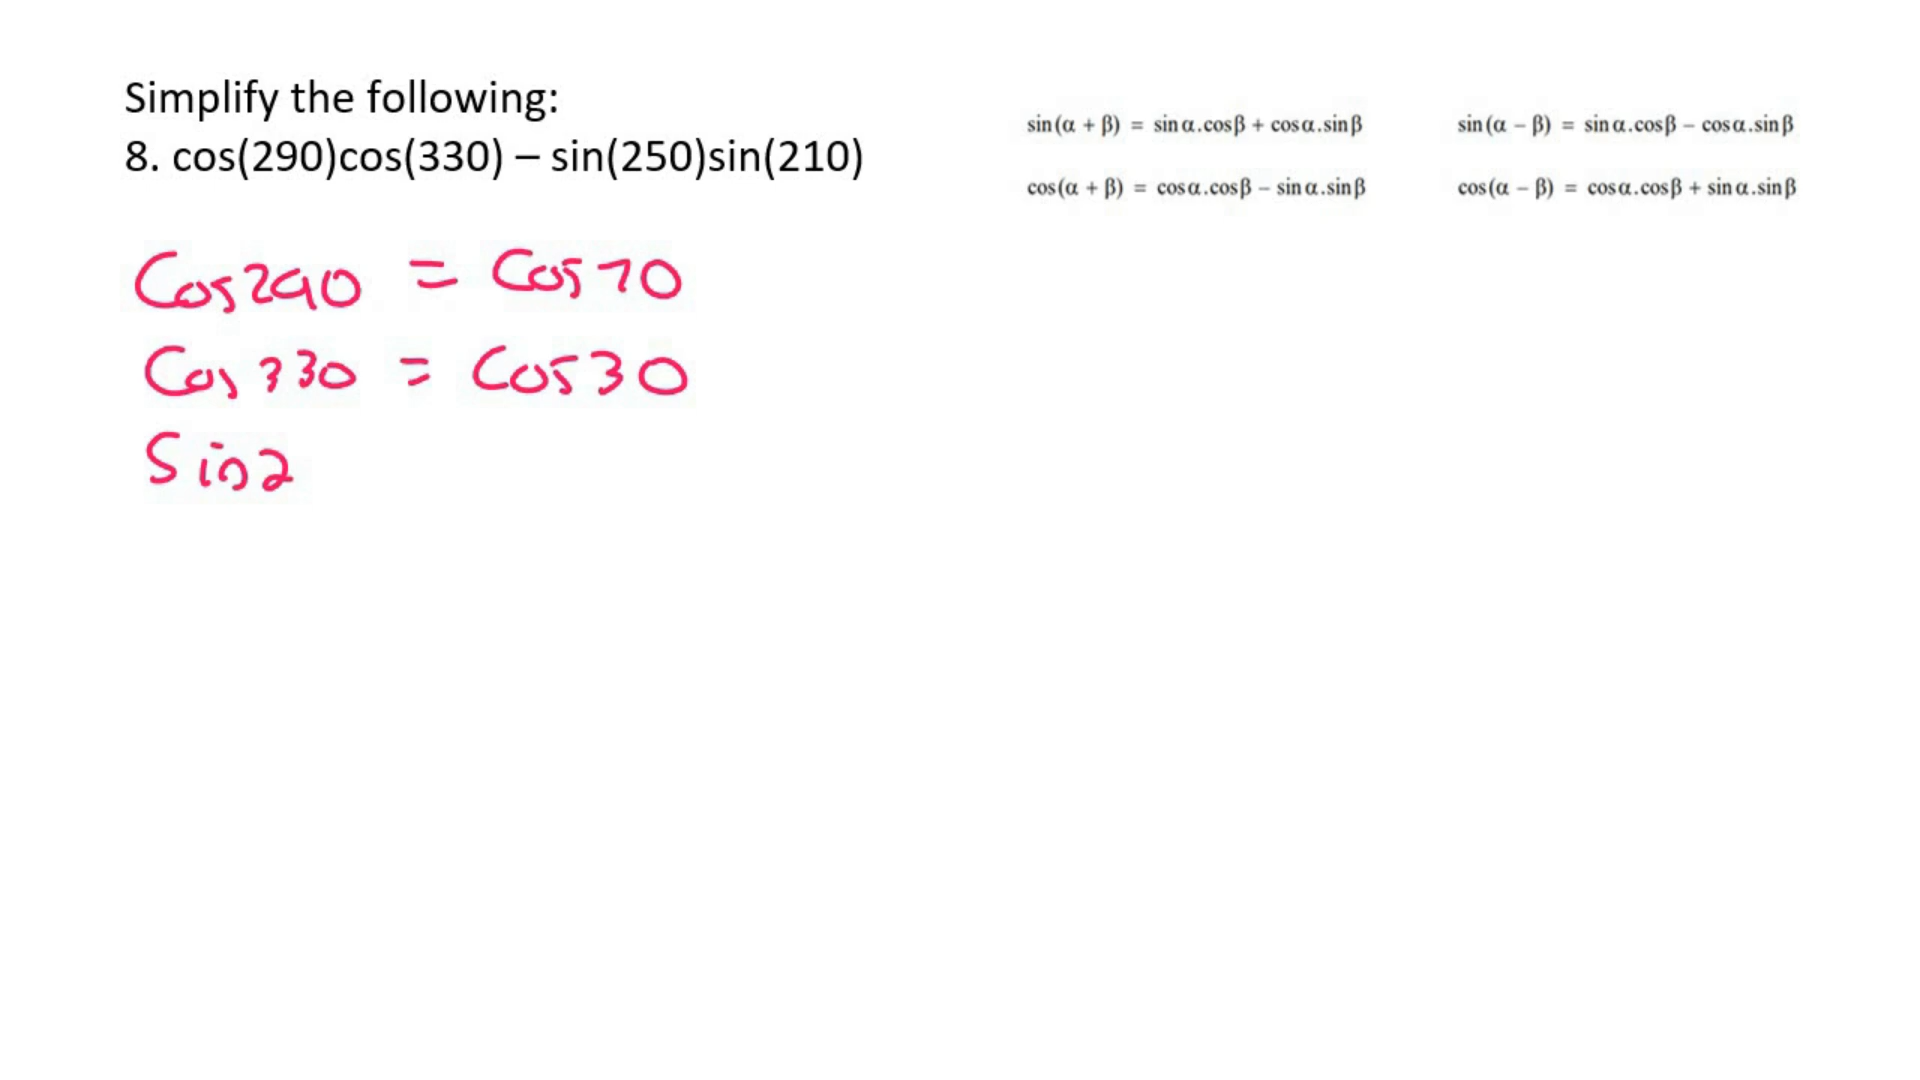 Simplify the following:
8. cos(290)cos(330) – sin(250)sin(210)
sin(α + β) = sinα.cosβ + cosα.sinβ
sin(α − β) = sinα.cosβ − cosα.sinβ
cos(α + β) = cosα.cosβ − sinα.sinβ
cos(α − β) = cosα.cosβ + sinα.sinβ
Cos290 = Cos70
Cos330 = Cos30
Sin2